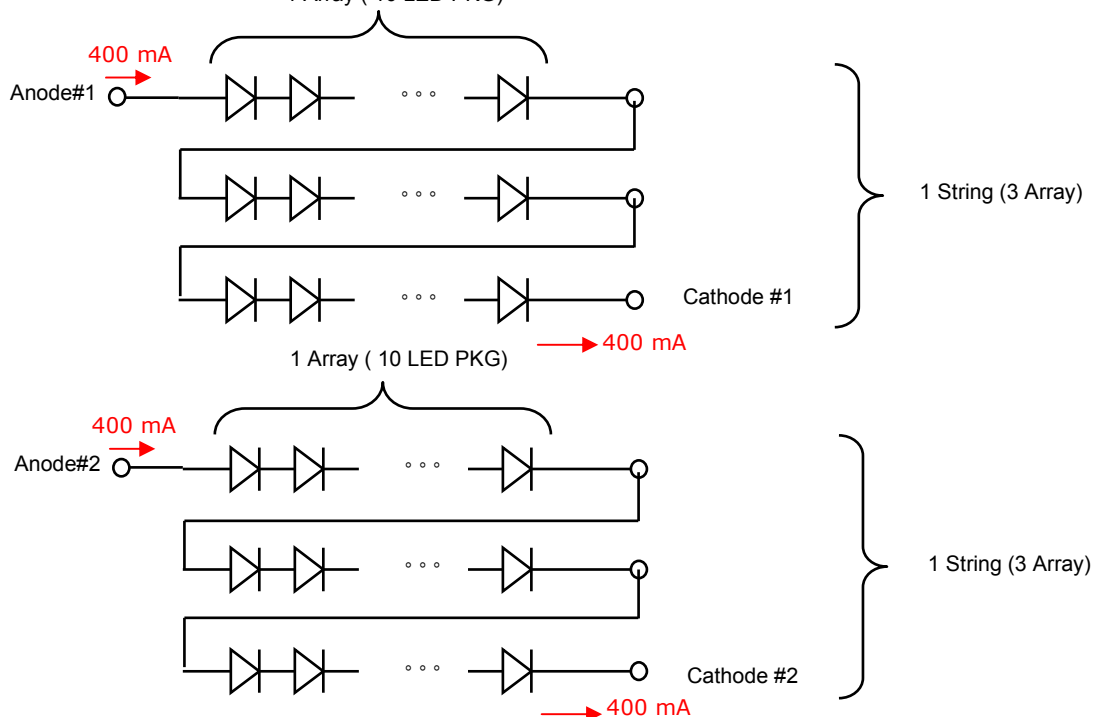 400 mA
Anode#1
1 String (3 Array)
Cathode #1
400 mA
1 Array ( 10 LED PKG)
400 mA
Anode#2
1 String (3 Array)
Cathode #2
400 mA